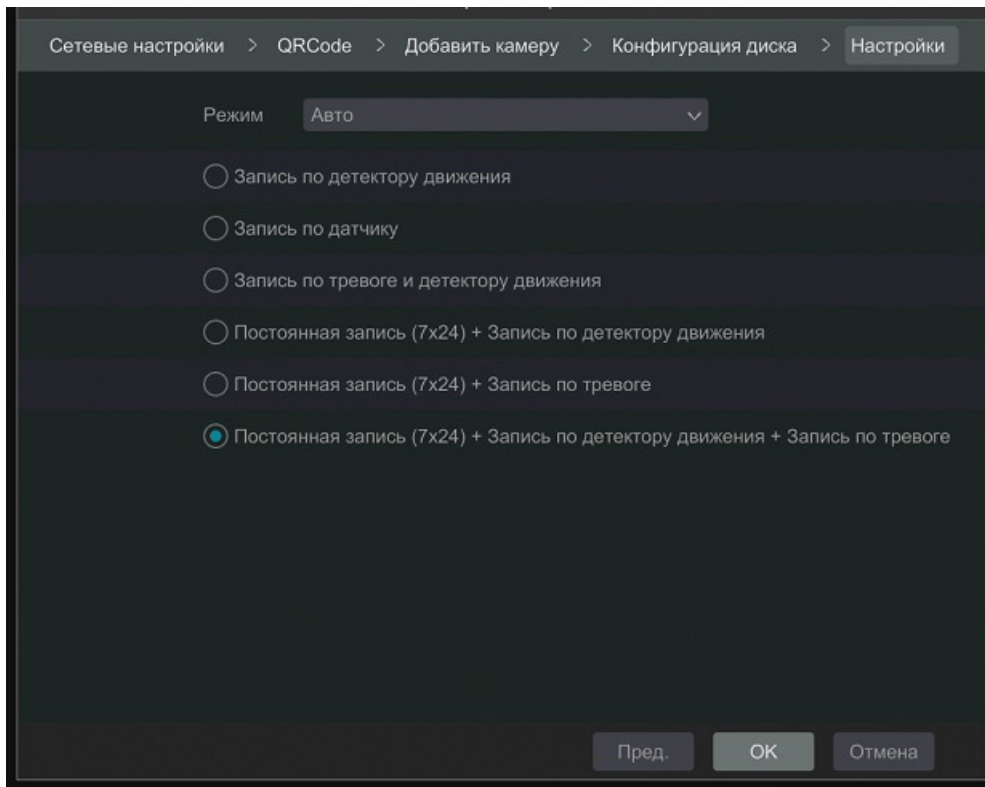 Сетевые настройки > QRCode > Добавить камеру > Конфигурация диска > Настройки
Режим Авто
Запись по детектору движения
Запись по датчику
Запись по тревоге и детектору движения
Постоянная запись (7x24) + Запись по детектору движения
Постоянная запись (7x24) + Запись по тревоге
Постоянная запись (7x24) + Запись по детектору движения + Запись по тревоге
Пред. OK Отмена